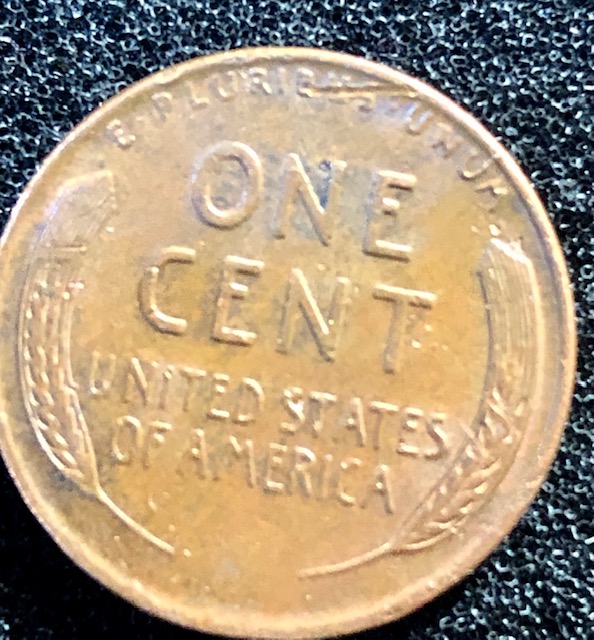 E·PLURIBUS·UNUM
ONE
CENT
UNITED STATES
OF AMERICA